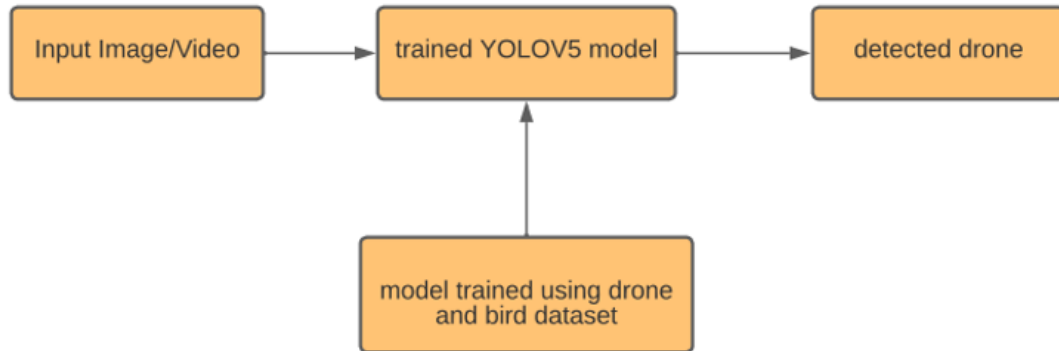 Input Image/Video
trained YOLOV5 model
detected drone
model trained using drone
and bird dataset